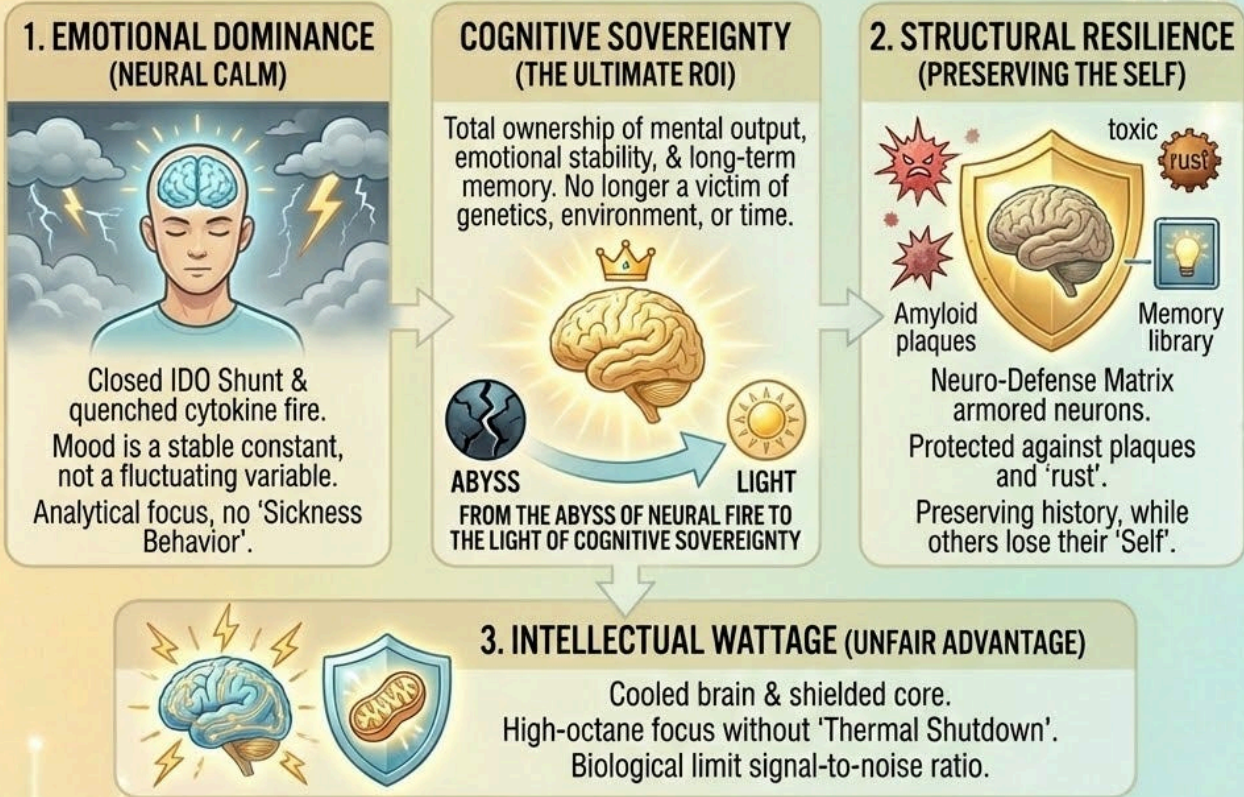 1. EMOTIONAL DOMINANCE
(NEURAL CALM)
Closed IDO Shunt &
quenched cytokine fire.
Mood is a stable constant,
not a fluctuating variable.
Analytical focus, no ‘Sickness
Behavior’.
COGNITIVE SOVEREIGNTY
(THE ULTIMATE ROI)
Total ownership of mental output,
emotional stability, & long-term
memory. No longer a victim of
genetics, environment, or time.
ABYSS
LIGHT
FROM THE ABYSS OF NEURAL FIRE TO
THE LIGHT OF COGNITIVE SOVEREIGNTY
2. STRUCTURAL RESILIENCE
(PRESERVING THE SELF)
toxic
rust
Amyloid
plaques
Memory
library
Neuro-Defense Matrix
armored neurons.
Protected against plaques
and ‘rust’.
Preserving history, while
others lose their ‘Self’.
3. INTELLECTUAL WATTAGE (UNFAIR ADVANTAGE)
Cooled brain & shielded core.
High-octane focus without ‘Thermal Shutdown’.
Biological limit signal-to-noise ratio.